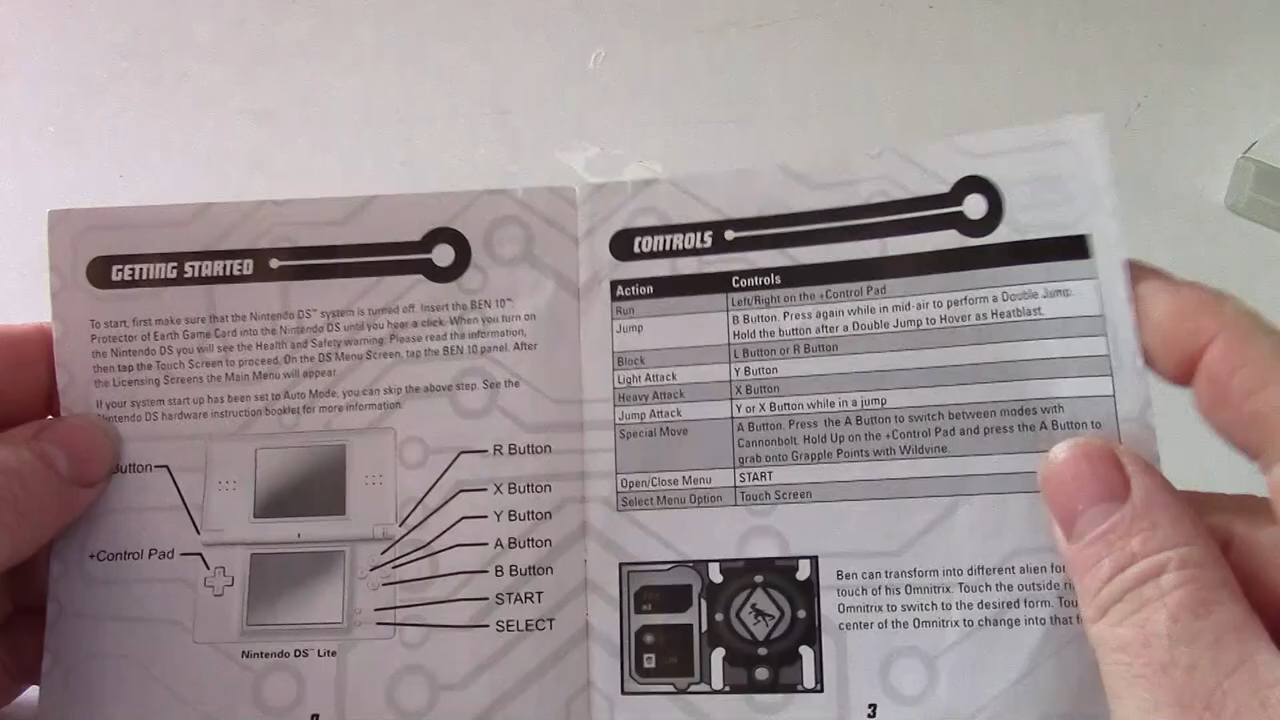 GETTING STARTED
To start, first make sure that the Nintendo DS™ system is turned off. Insert the BEN 10™:
Protector of Earth Game Card into the Nintendo DS until you hear a click. When you turn on
the Nintendo DS you will see the Health and Safety warning. Please read the information,
then tap the Touch Screen to proceed. On the DS Menu Screen, tap the BEN 10 panel. After
the Licensing Screens the Main Menu will appear.
If your system start up has been set to Auto Mode, you can skip the above step. See the
Nintendo DS hardware instruction booklet for more information.
Button
+Control Pad
R Button
X Button
Y Button
A Button
B Button
START
SELECT
Nintendo DS™ Lite
CONTROLS
Action Controls
Run Left/Right on the +Control Pad
Jump B Button. Press again while in mid-air to perform a Double Jump.
Hold the button after a Double Jump to Hover as Heatblast.
Block L Button or R Button
Light Attack Y Button
Heavy Attack X Button
Jump Attack Y or X Button while in a jump
Special Move A Button. Press the A Button to switch between modes with
Cannonbolt. Hold Up on the +Control Pad and press the A Button to
grab onto Grapple Points with Wildvine.
Open/Close Menu START
Select Menu Option Touch Screen
Ben can transform into different alien
touch of his Omnitrix. Touch the outside
Omnitrix to switch to the desired form.
center of the Omnitrix to change into that
3